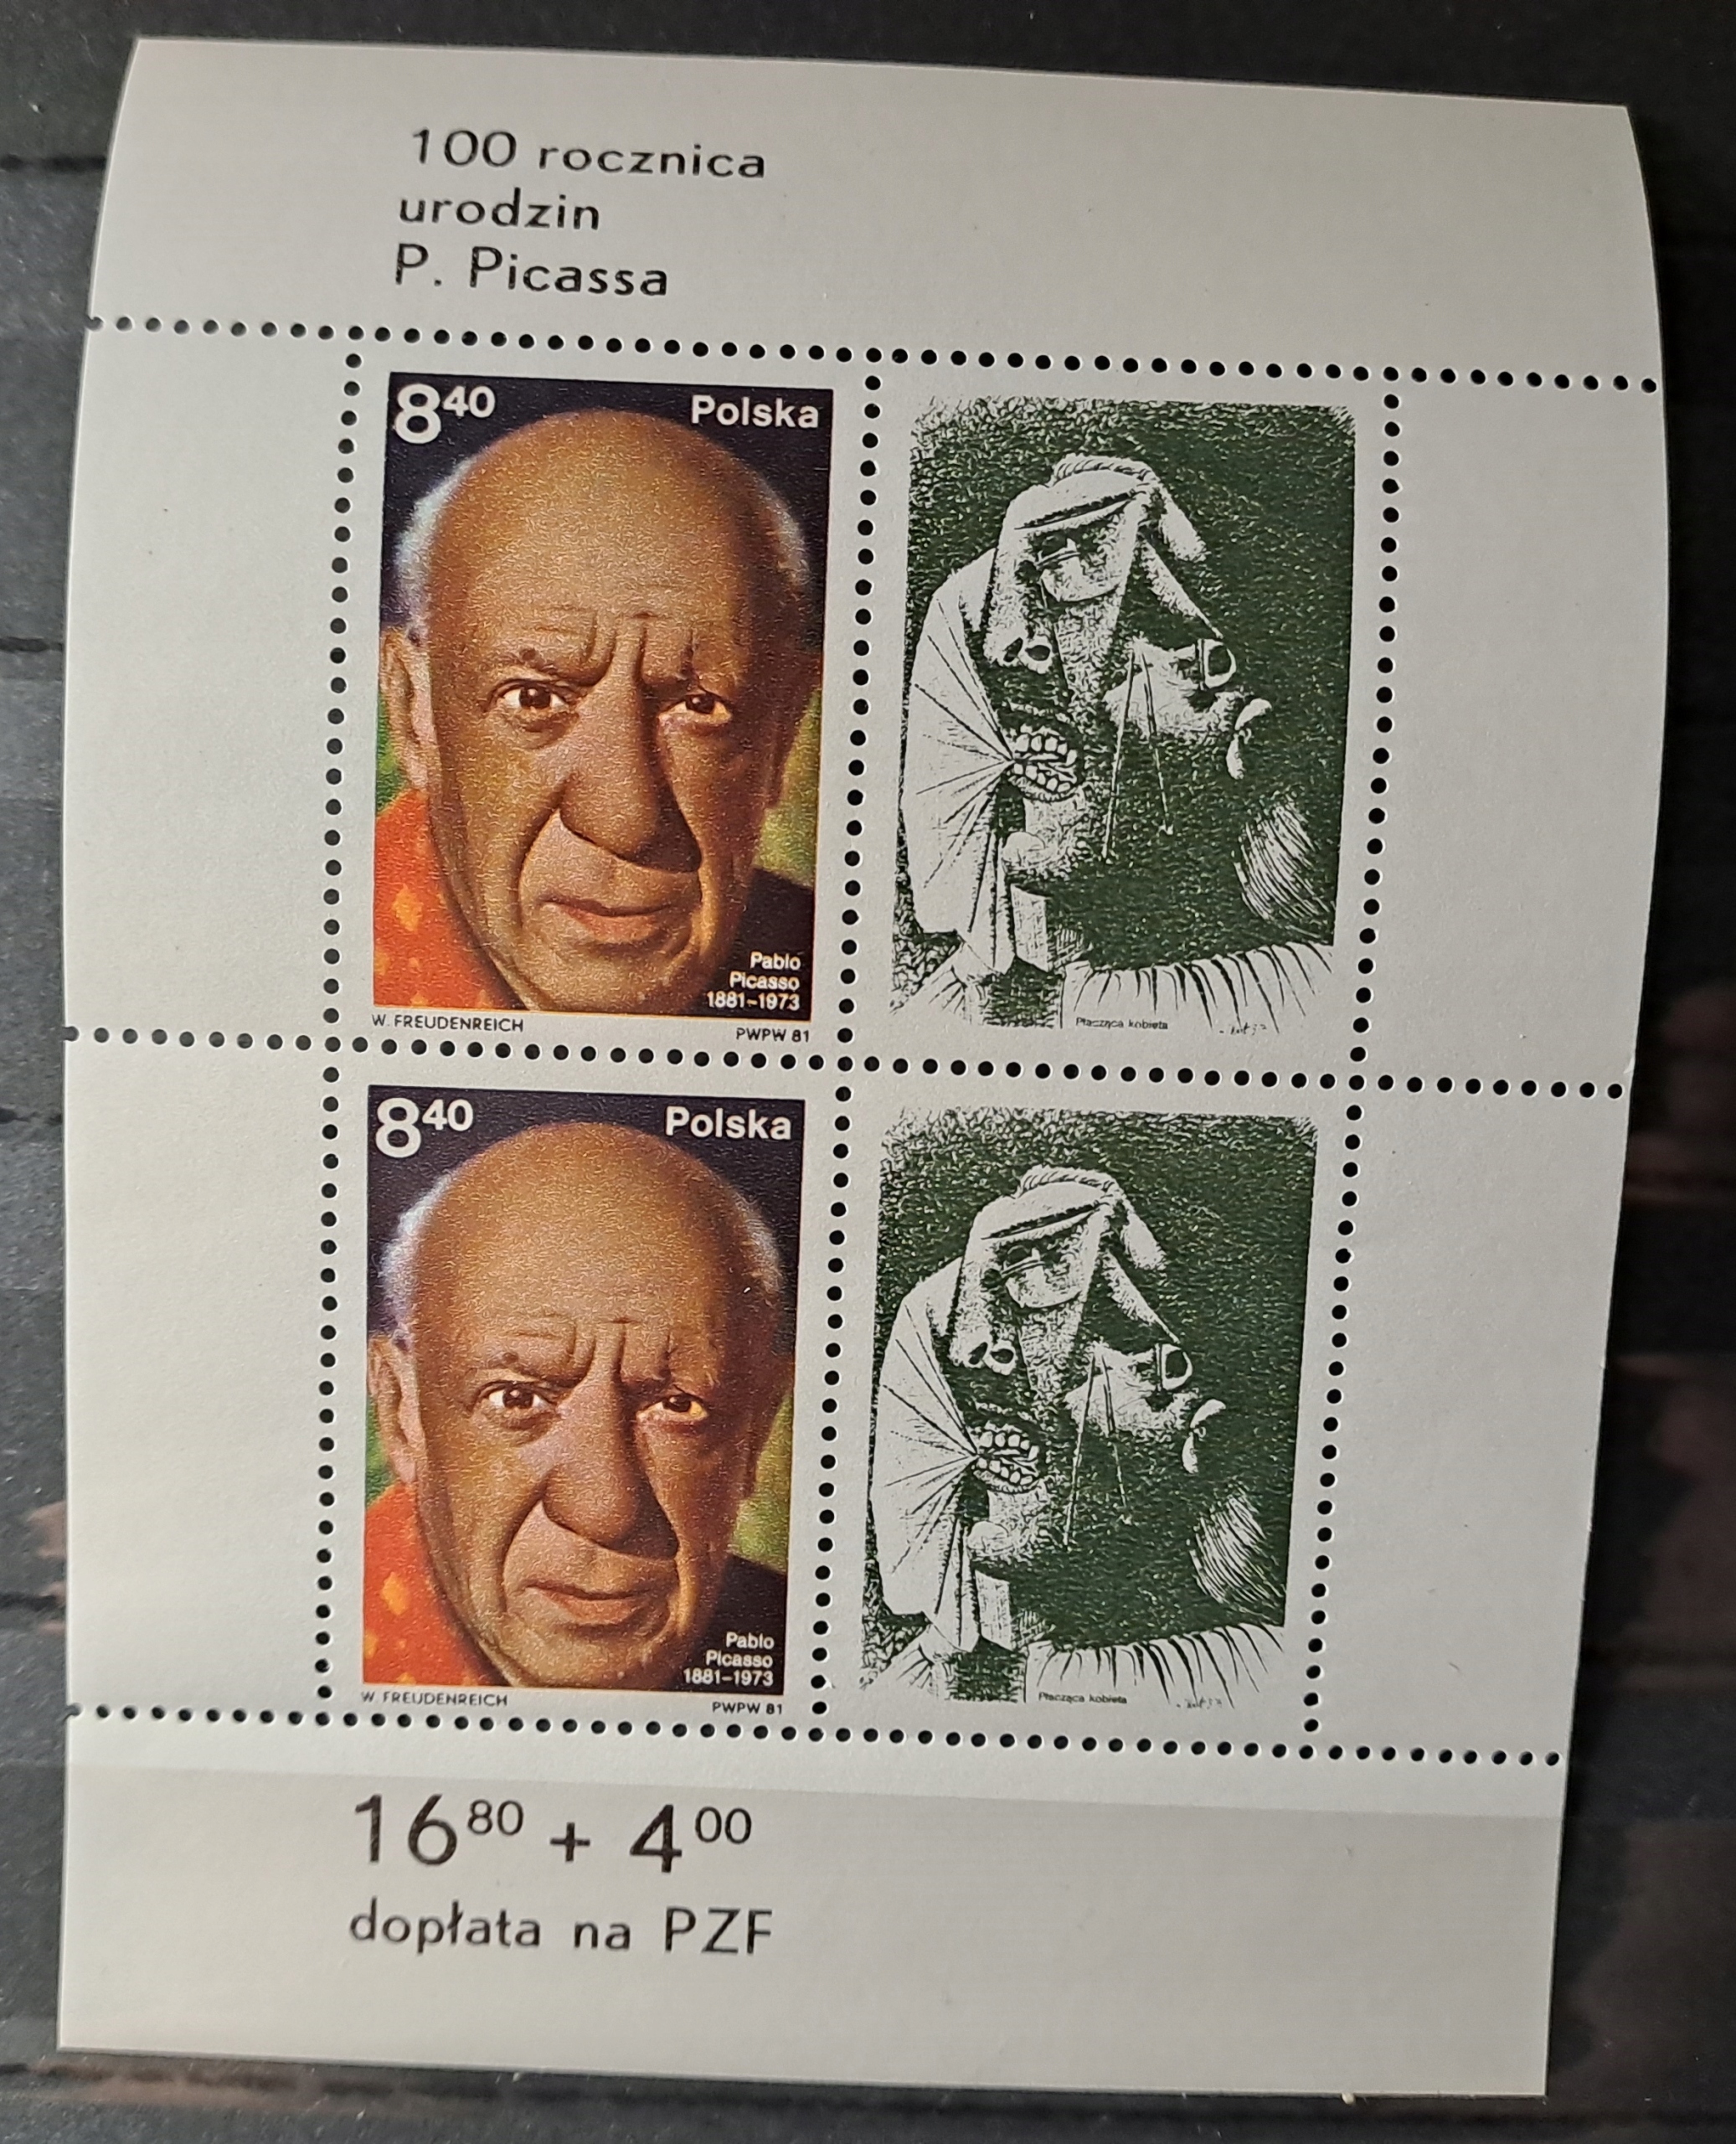 100 rocznica
urodzin
P. Picassa
8⁴⁰ Polska
Pablo
Picasso
1881-1973
W. FREUDENREICH PWPW 81
Płacząca kobieta
8⁴⁰ Polska
Pablo
Picasso
1881-1973
W. FREUDENREICH PWPW 81
Płacząca kobieta
16⁸⁰ + 4⁰⁰
dopłata na PZF